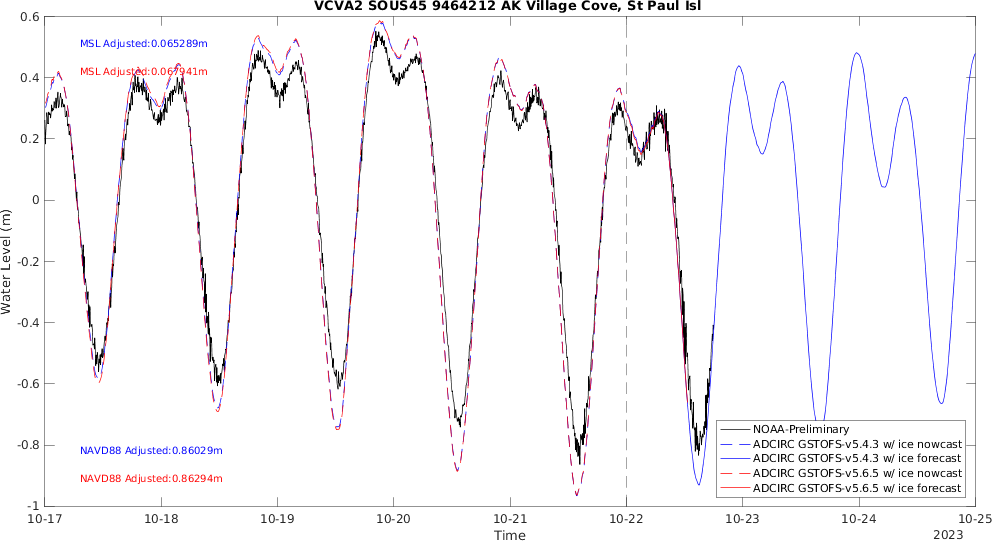 VCVA2 SOUS45 9464212 AK Village Cove, St Paul Isl
0.6
0.4
0.2
0
-0.2
-0.4
-0.6
-0.8
-1
Water Level (m)
MSL Adjusted:0.065289m
MSL Adjusted:0.067941m
NAVD88 Adjusted:0.86029m
NAVD88 Adjusted:0.86294m
NOAA-Preliminary
ADCIRC GSTOFS-v5.4.3 w/ ice nowcast
ADCIRC GSTOFS-v5.4.3 w/ ice forecast
ADCIRC GSTOFS-v5.6.5 w/ ice nowcast
ADCIRC GSTOFS-v5.6.5 w/ ice forecast
10-17 10-18 10-19 10-20 10-21 10-22 10-23 10-24 10-25
Time
2023